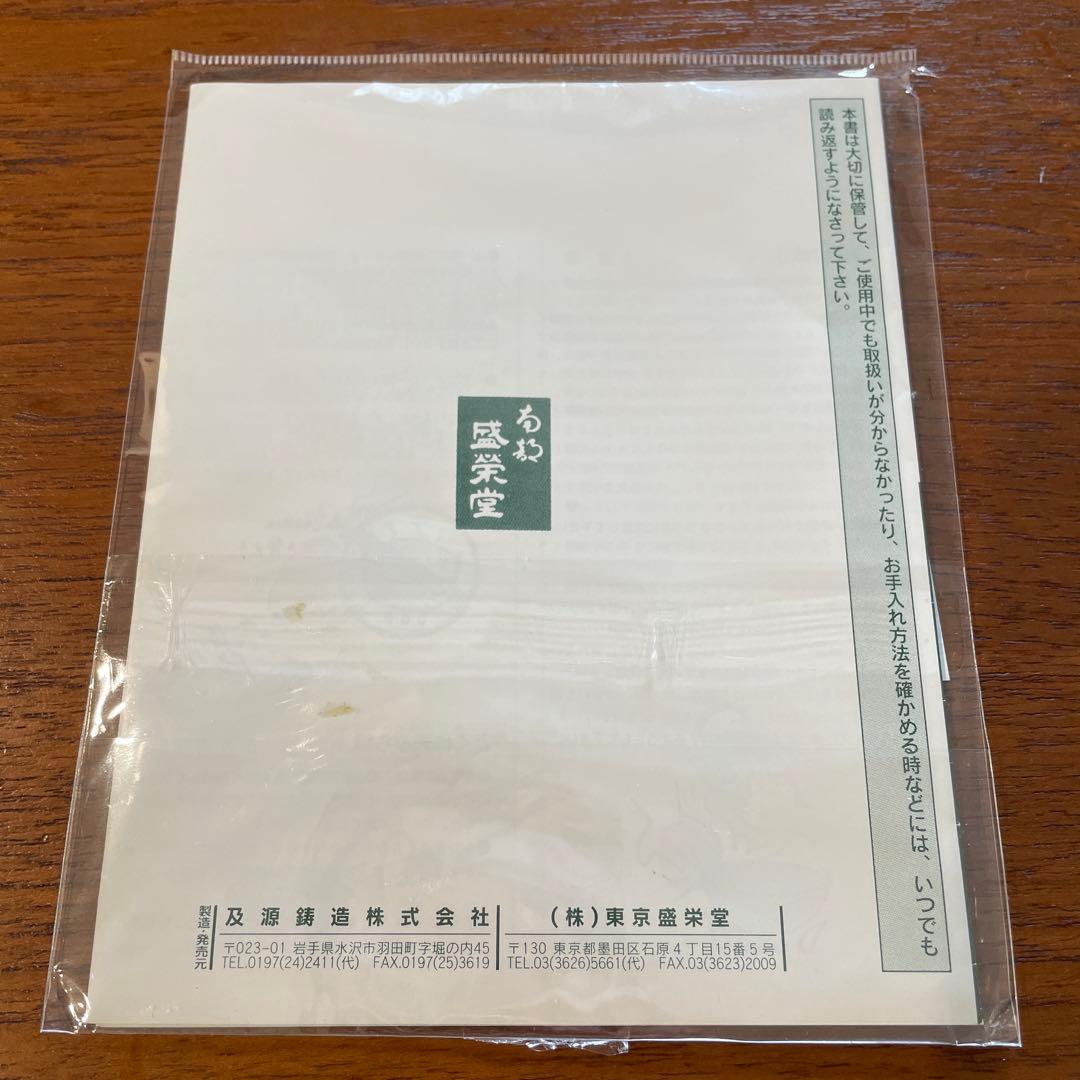 本書は大切に保管して、ご使用中でも取扱いが分からなかったり、お手入れ方法を確かめる時などには、いつでも
読み返すようになさって下さい。
南部
盛栄堂
製造・発売元
及源鋳造株式会社
〒023-01 岩手県水沢市羽田町字堀の内45
TEL.0197(24)2411(代) FAX.0197(25)3619
(株)東京盛栄堂
〒130 東京都墨田区石原4丁目15番5号
TEL.03(3626)5661(代) FAX.03(3623)2009